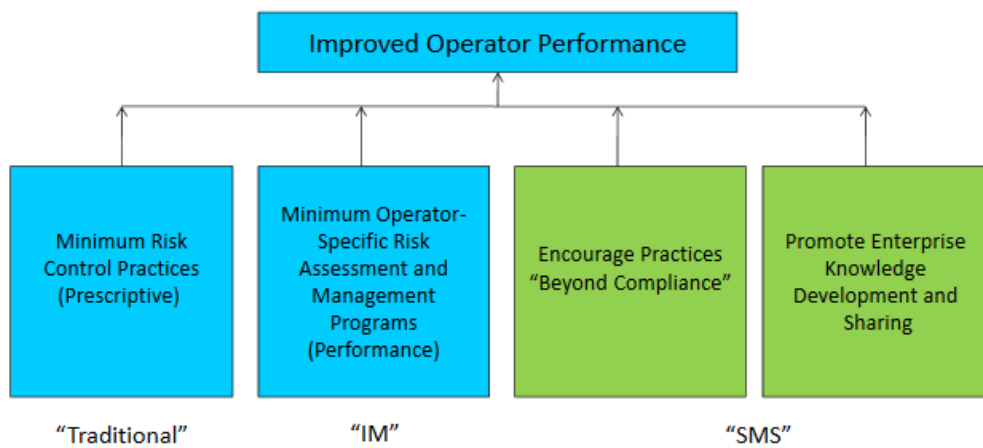 Improved Operator Performance
Minimum Risk
Control Practices
(Prescriptive)
Minimum Operator-
Specific Risk
Assessment and
Management
Programs
(Performance)
Encourage Practices
“Beyond Compliance”
Promote Enterprise
Knowledge
Development and
Sharing
“Traditional”
“IM”
“SMS”